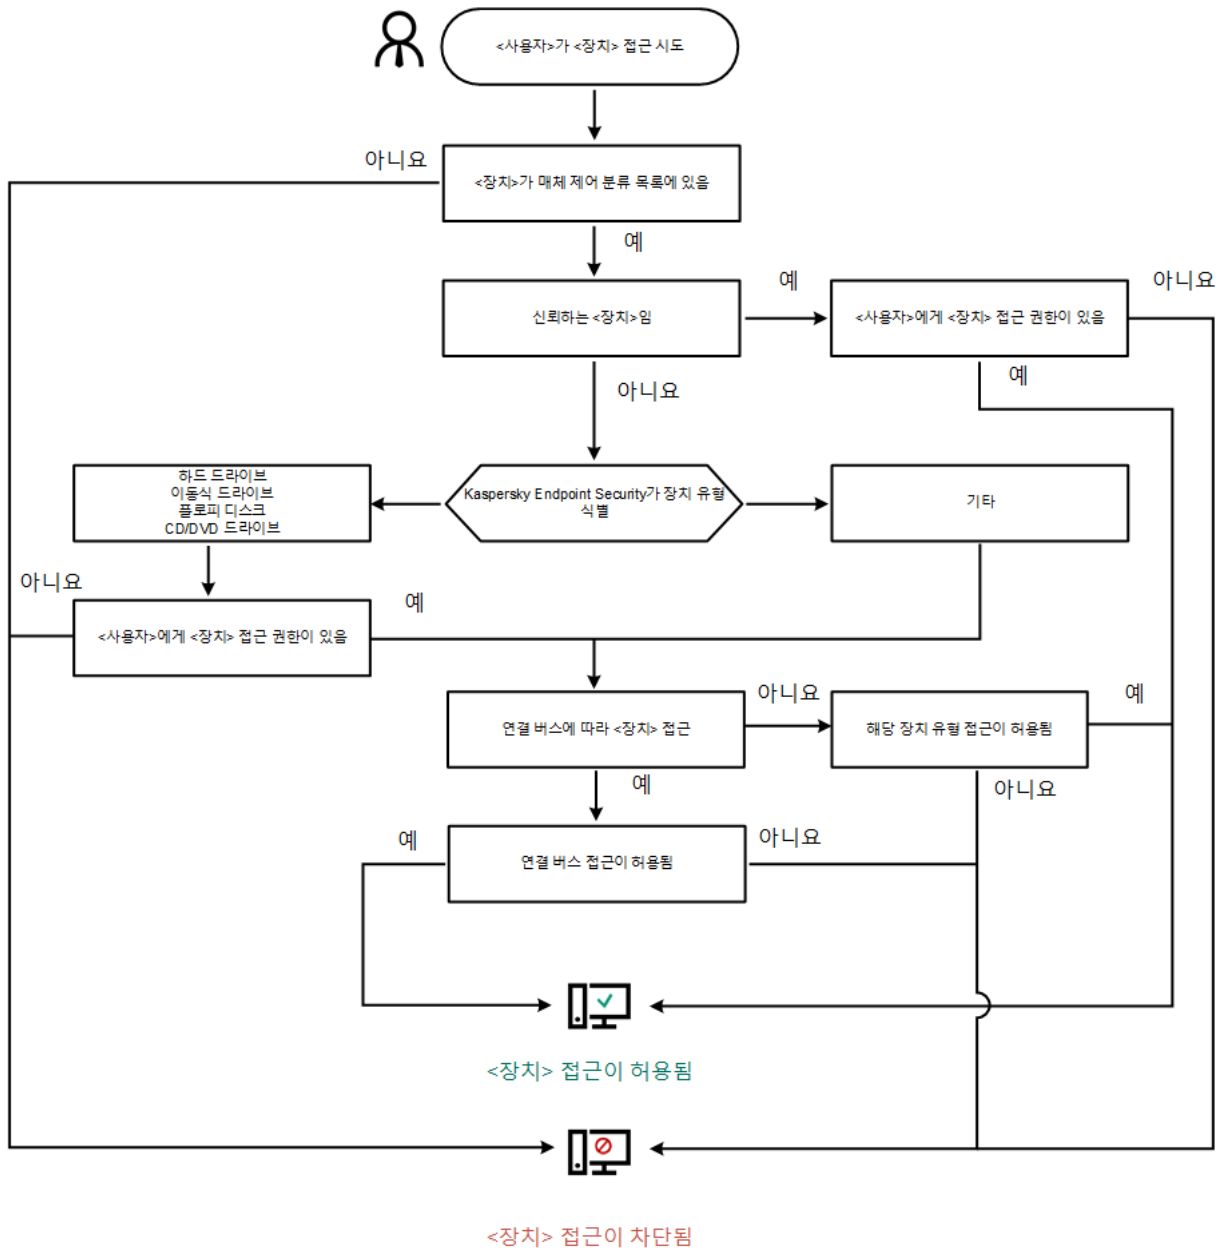 <사용자>가 <장치> 접근 시도
아니요
<장치>가 매체 제어 분류 목록에 있음
예
신뢰하는 <장치>임
예
<사용자>에게 <장치> 접근 권한이 있음
아니요
예
아니요
하드 드라이브
이동식 드라이브
플로피 디스크
CD/DVD 드라이브
Kaspersky Endpoint Security가 장치 유형
식별
기타
아니요
<사용자>에게 <장치> 접근 권한이 있음
예
연결 버스에 따라 <장치> 접근
아니요
해당 장치 유형 접근이 허용됨
예
예
아니요
예
연결 버스 접근이 허용됨
아니요
<장치> 접근이 허용됨
<장치> 접근이 차단됨